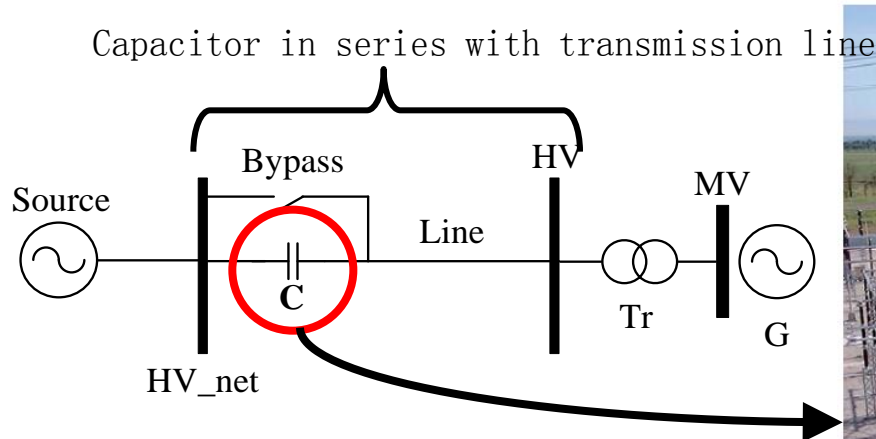 Capacitor in series with transmission line
Bypass
HV
MV
Source
Line
C
Tr
G
HV_net